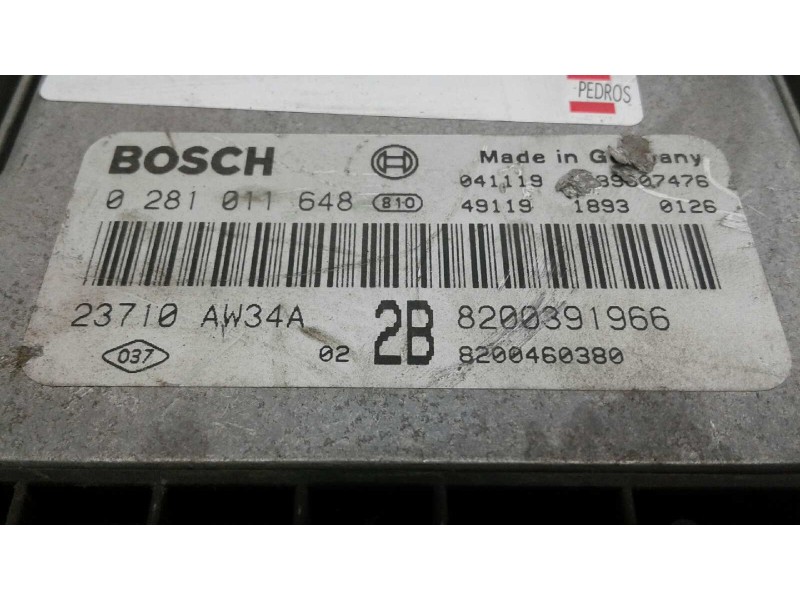 PEDROS
BOSCH Made in
0 281 011 648 810 041119
49119 1893 0126
23710 AW34A 2B 8200391966
037 02 8200460380